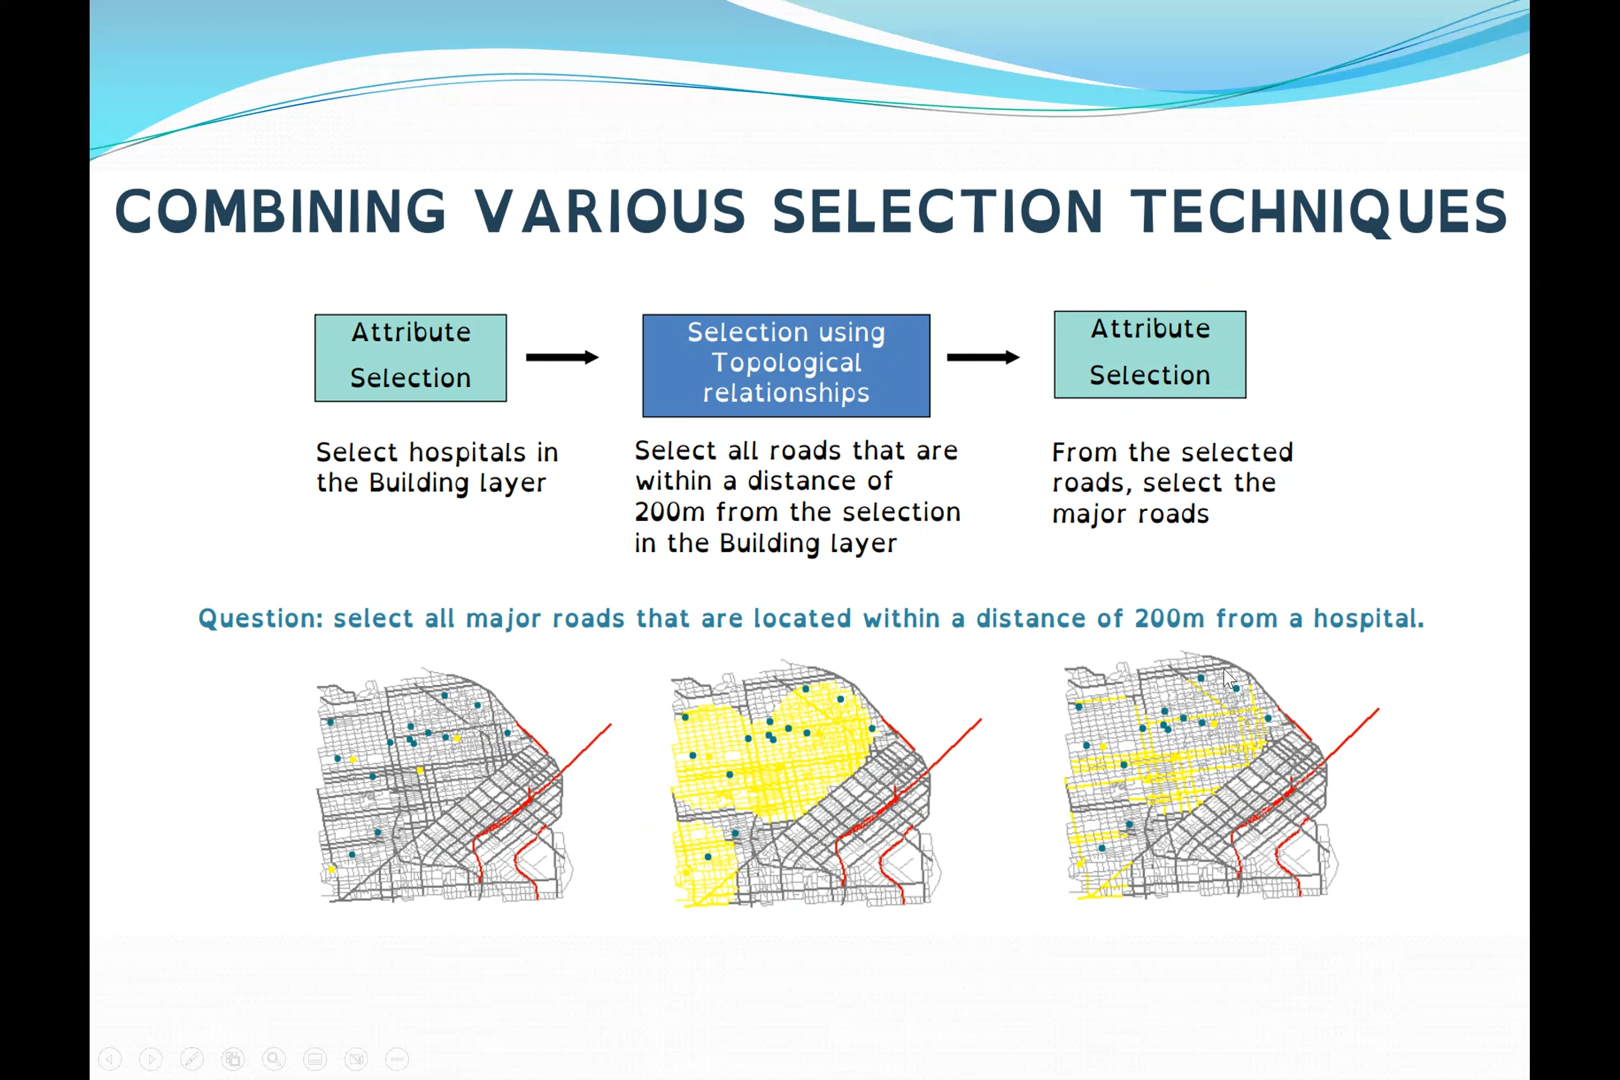 COMBINING VARIOUS SELECTION TECHNIQUES
Attribute
Selection
Selection using
Topological
relationships
Attribute
Selection
Select hospitals in
the Building layer
Select all roads that are
within a distance of
200m from the selection
in the Building layer
From the selected
roads, select the
major roads
Question: select all major roads that are located within a distance of 200m from a hospital.